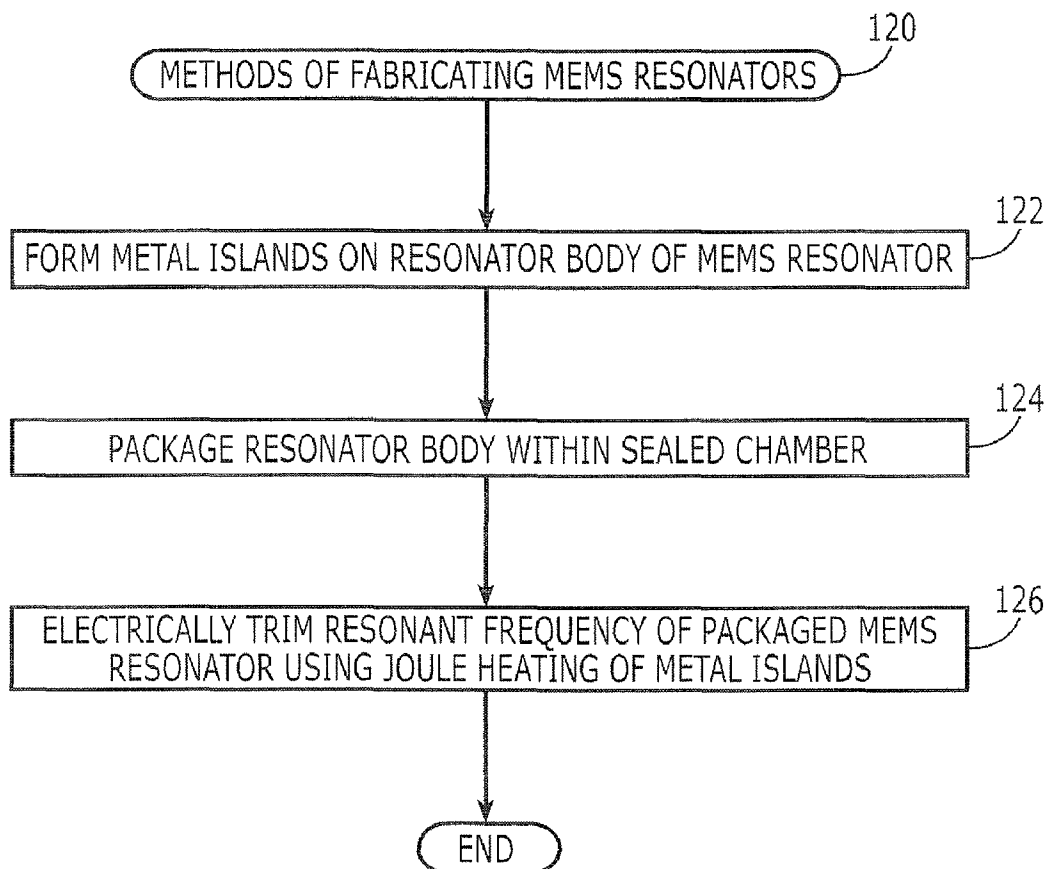 120
METHODS OF FABRICATING MEMS RESONATORS
122
FORM METAL ISLANDS ON RESONATOR BODY OF MEMS RESONATOR
124
PACKAGE RESONATOR BODY WITHIN SEALED CHAMBER
126
ELECTRICALLY TRIM RESONANT FREQUENCY OF PACKAGED MEMS
RESONATOR USING JOULE HEATING OF METAL ISLANDS
END